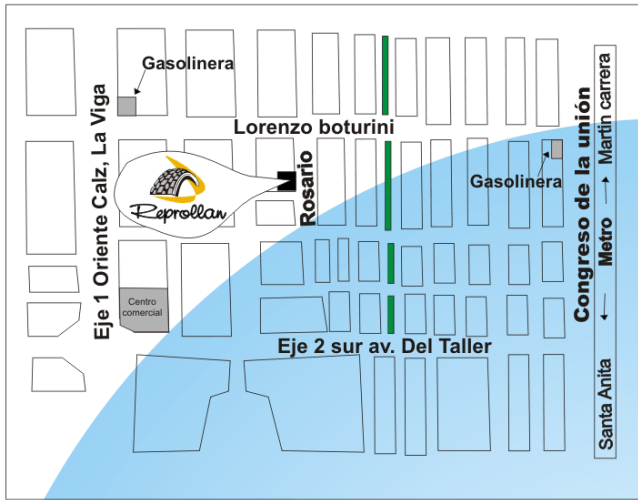 Gasolinera
Eje 1 Oriente Calz, La Viga
Lorenzo boturini
Reprollan
Rosario
Gasolinera
Congreso de la unión
Martin carrera
Metro
Santa Anita
Centro
comercial
Eje 2 sur av. Del Taller